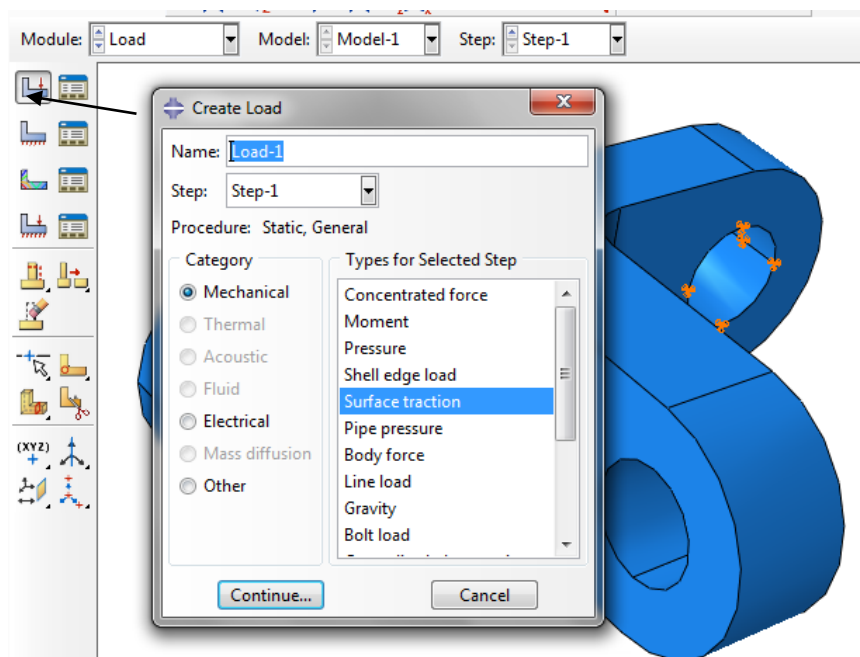 Module: Load Model: Model-1 Step: Step-1
Create Load
Name: Load-1
Step: Step-1
Procedure: Static, General
Category
Mechanical
Thermal
Acoustic
Fluid
Electrical
Mass diffusion
Other
Types for Selected Step
Concentrated force
Moment
Pressure
Shell edge load
Surface traction
Pipe pressure
Body force
Line load
Gravity
Bolt load
Continue... Cancel
(XYZ)